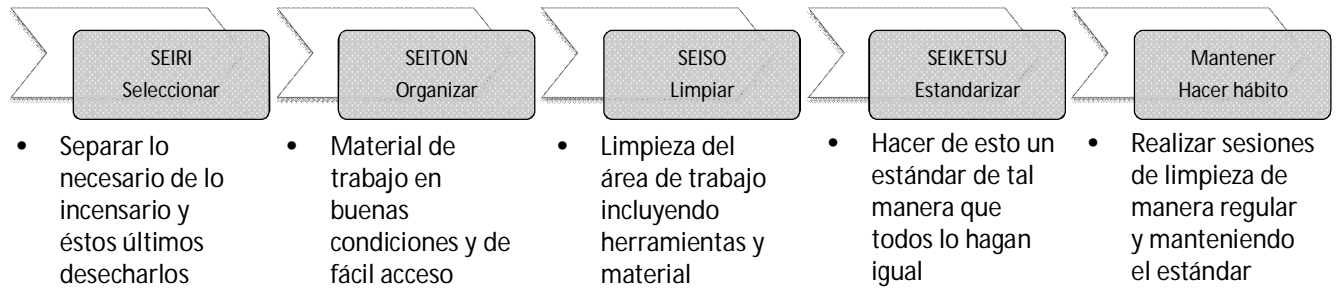 SEIRI
Seleccionar
SEITON
Organizar
SEISO
Limpiar
SEIKETSU
Estandarizar
Mantener
Hacer hábito
• Separar lo
necesario de lo
incensario y
éstos últimos
desecharlos
• Material de
trabajo en
buenas
condiciones y de
fácil acceso
• Limpieza del
área de trabajo
incluyendo
herramientas y
material
• Hacer de esto un
estándar de tal
manera que
todos lo hagan
igual
• Realizar sesiones
de limpieza de
manera regular
y manteniendo
el estándar